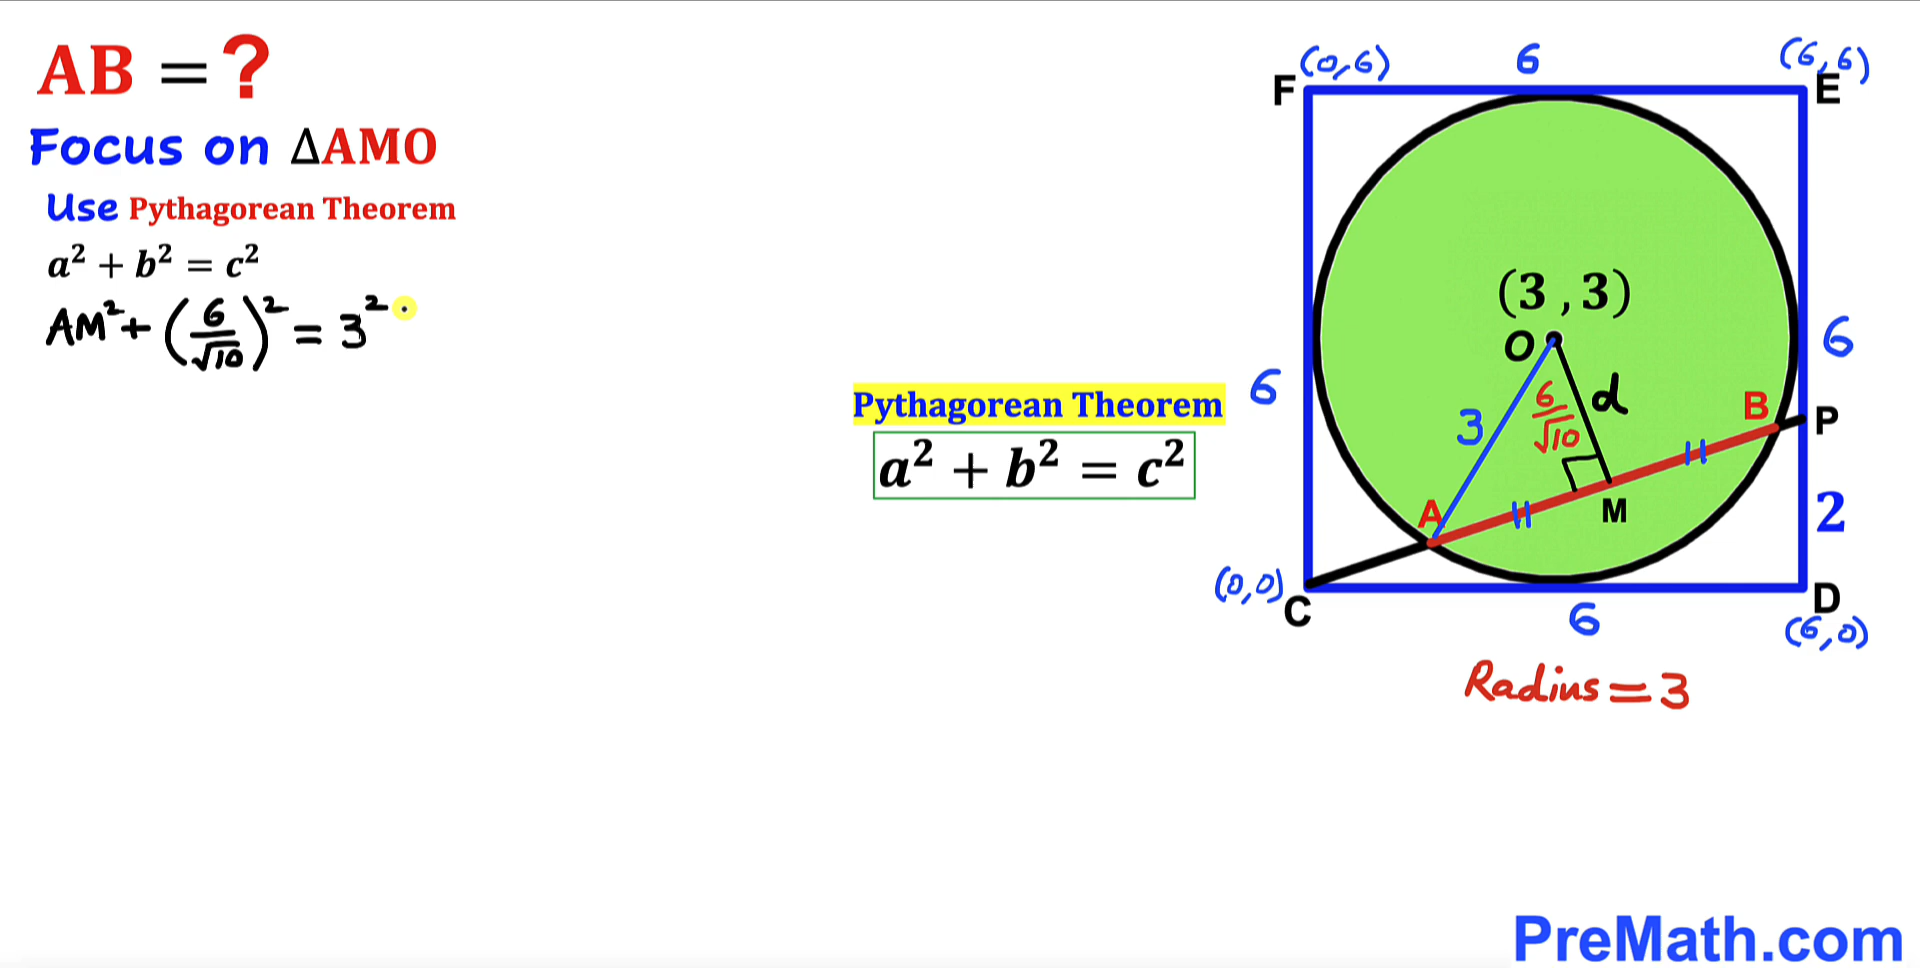 AB = ?
Focus on ΔAMO
Use Pythagorean Theorem
a² + b² = c²
AM² + (6/√10)² = 3²
Pythagorean Theorem
a² + b² = c²
(0,6)
6
(6,6)
F
E
(3,3)
O
6
6
3
6/√10
d
B
P
A
M
2
(0,0)
C
6
D
(6,0)
Radius = 3
PreMath.com